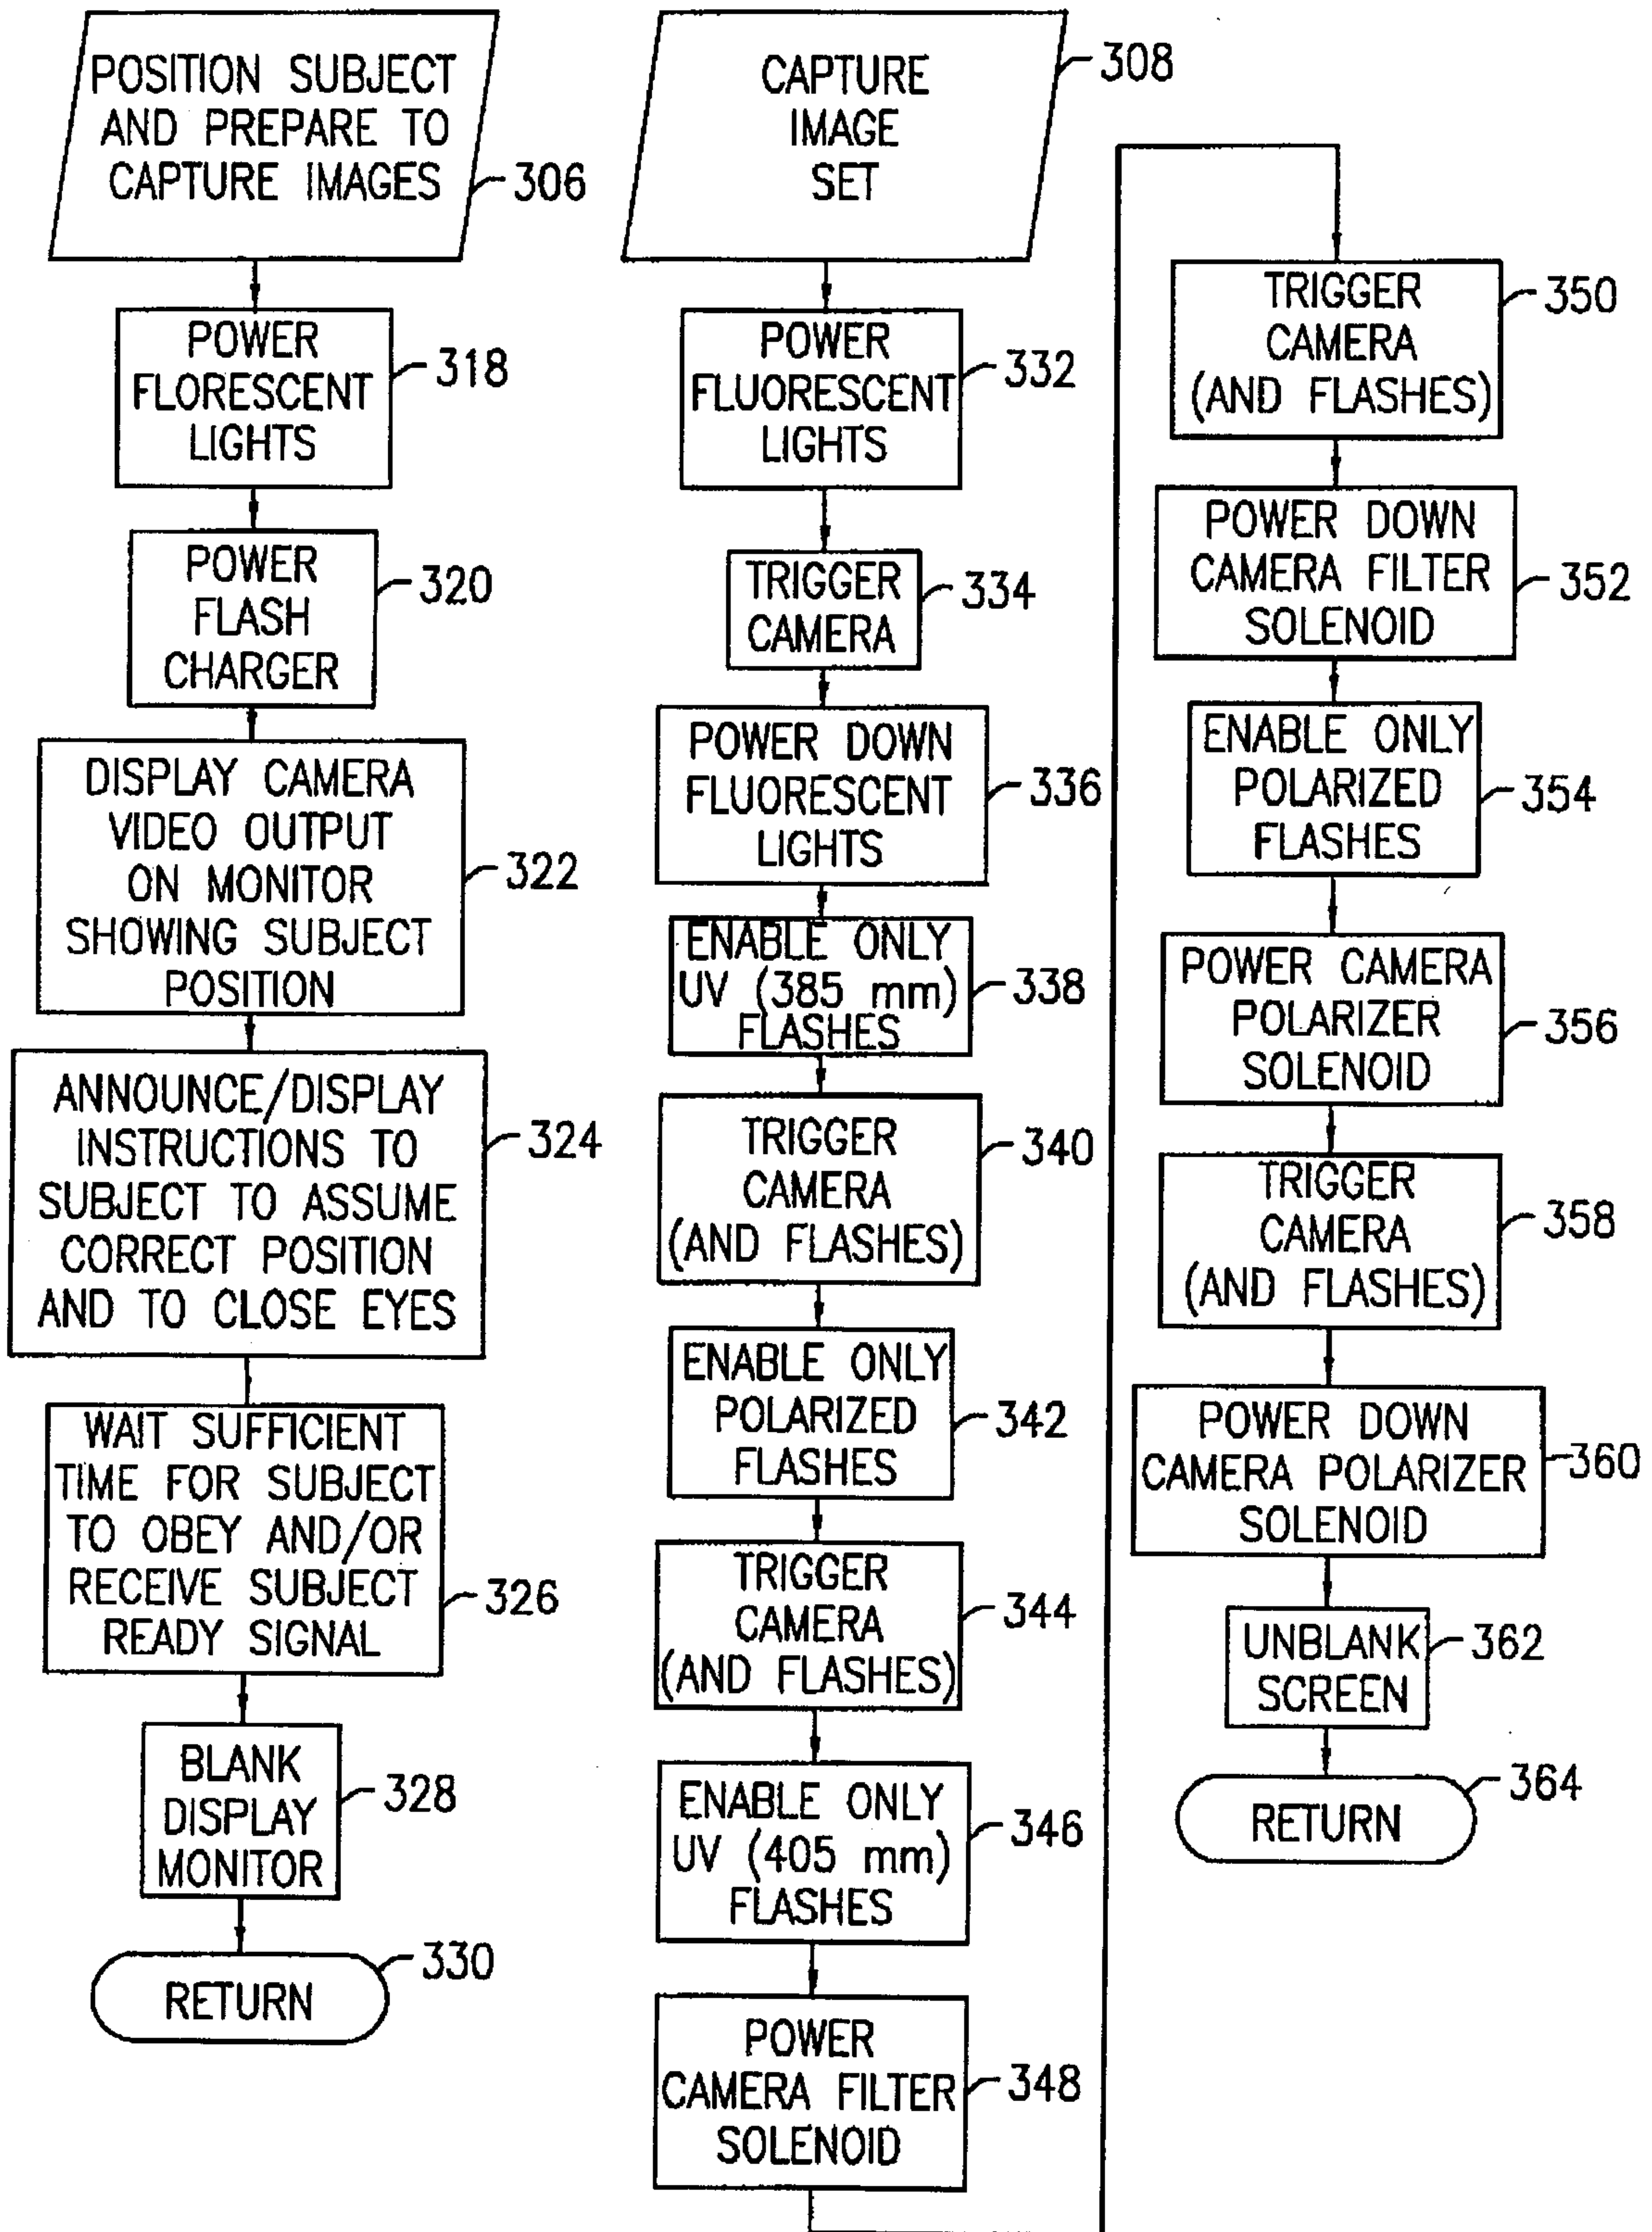 POSITION SUBJECT
AND PREPARE TO
CAPTURE IMAGES
306
POWER
FLORESCENT
LIGHTS
318
POWER
FLASH
CHARGER
320
DISPLAY CAMERA
VIDEO OUTPUT
ON MONITOR
SHOWING SUBJECT
POSITION
322
ANNOUNCE/DISPLAY
INSTRUCTIONS TO
SUBJECT TO ASSUME
CORRECT POSITION
AND TO CLOSE EYES
324
WAIT SUFFICIENT
TIME FOR SUBJECT
TO OBEY AND/OR
RECEIVE SUBJECT
READY SIGNAL
326
BLANK
DISPLAY
MONITOR
328
RETURN
330
CAPTURE
IMAGE
SET
308
POWER
FLUORESCENT
LIGHTS
332
TRIGGER
CAMERA
334
POWER DOWN
FLUORESCENT
LIGHTS
336
ENABLE ONLY
UV (385 mm)
FLASHES
338
TRIGGER
CAMERA
(AND FLASHES)
340
ENABLE ONLY
POLARIZED
FLASHES
342
TRIGGER
CAMERA
(AND FLASHES)
344
ENABLE ONLY
UV (405 mm)
FLASHES
346
POWER
CAMERA FILTER
SOLENOID
348
TRIGGER
CAMERA
(AND FLASHES)
350
POWER DOWN
CAMERA FILTER
SOLENOID
352
ENABLE ONLY
POLARIZED
FLASHES
354
POWER CAMERA
POLARIZER
SOLENOID
356
TRIGGER
CAMERA
(AND FLASHES)
358
POWER DOWN
CAMERA POLARIZER
SOLENOID
360
UNBLANK
SCREEN
362
RETURN
364